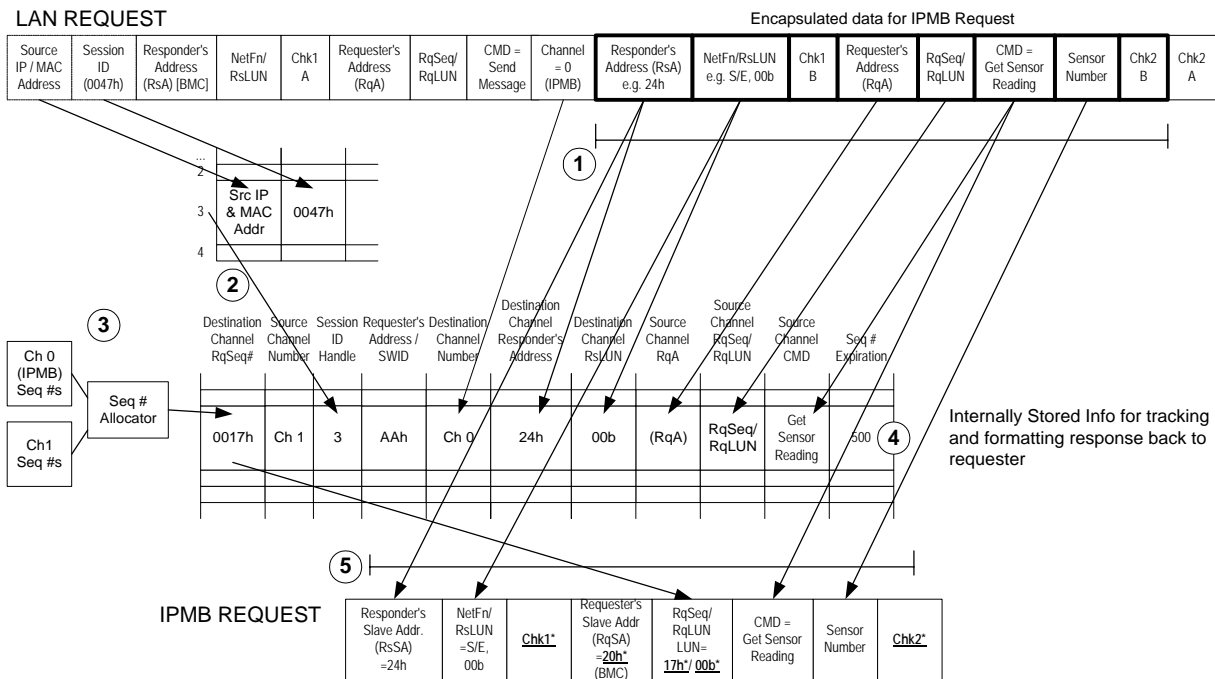 LAN REQUEST
Encapsulated data for IPMB Request
Source
IP / MAC
Address
Session
ID
(0047h)
Responder's
Address
(RsA) [BMC]
NetFn/
RsLUN
Chk1
A
Requester's
Address
(RqA)
RqSeq/
RqLUN
CMD =
Send
Message
Channel
= 0
(IPMB)
Responder's
Address (RsA)
e.g. 24h
NetFn/RsLUN
e.g. S/E, 00b
Chk1
B
Requester's
Address
(RqA)
RqSeq/
RqLUN
CMD =
Get Sensor
Reading
Sensor
Number
Chk2
B
Chk2
A
1
...
2
3
4
Src IP
& MAC
Addr
0047h
2
3
Ch 0
(IPMB)
Seq #s
Ch1
Seq #s
Seq #
Allocator
Destination
Channel
RqSeq#
Source
Channel
Number
Session
ID
Handle
Requester's
Address /
SWID
Destination
Channel
Number
Destination
Channel
Responder's
Address
Destination
Channel
RsLUN
Source
Channel
RqA
Source
Channel
RqSeq/
RqLUN
Source
Channel
CMD
Seq #
Expiration
0017h
Ch 1
3
AAh
Ch 0
24h
00b
(RqA)
RqSeq/
RqLUN
Get
Sensor
Reading
500
4
Internally Stored Info for tracking
and formatting response back to
requester
5
IPMB REQUEST
Responder's
Slave Addr.
(RsSA)
=24h
NetFn/
RsLUN
=S/E,
00b
Chk1*
Requester's
Slave Addr
(RqSA)
=20h*
(BMC)
RqSeq/
RqLUN
LUN=
17h*/ 00b*
CMD =
Get Sensor
Reading
Sensor
Number
Chk2*